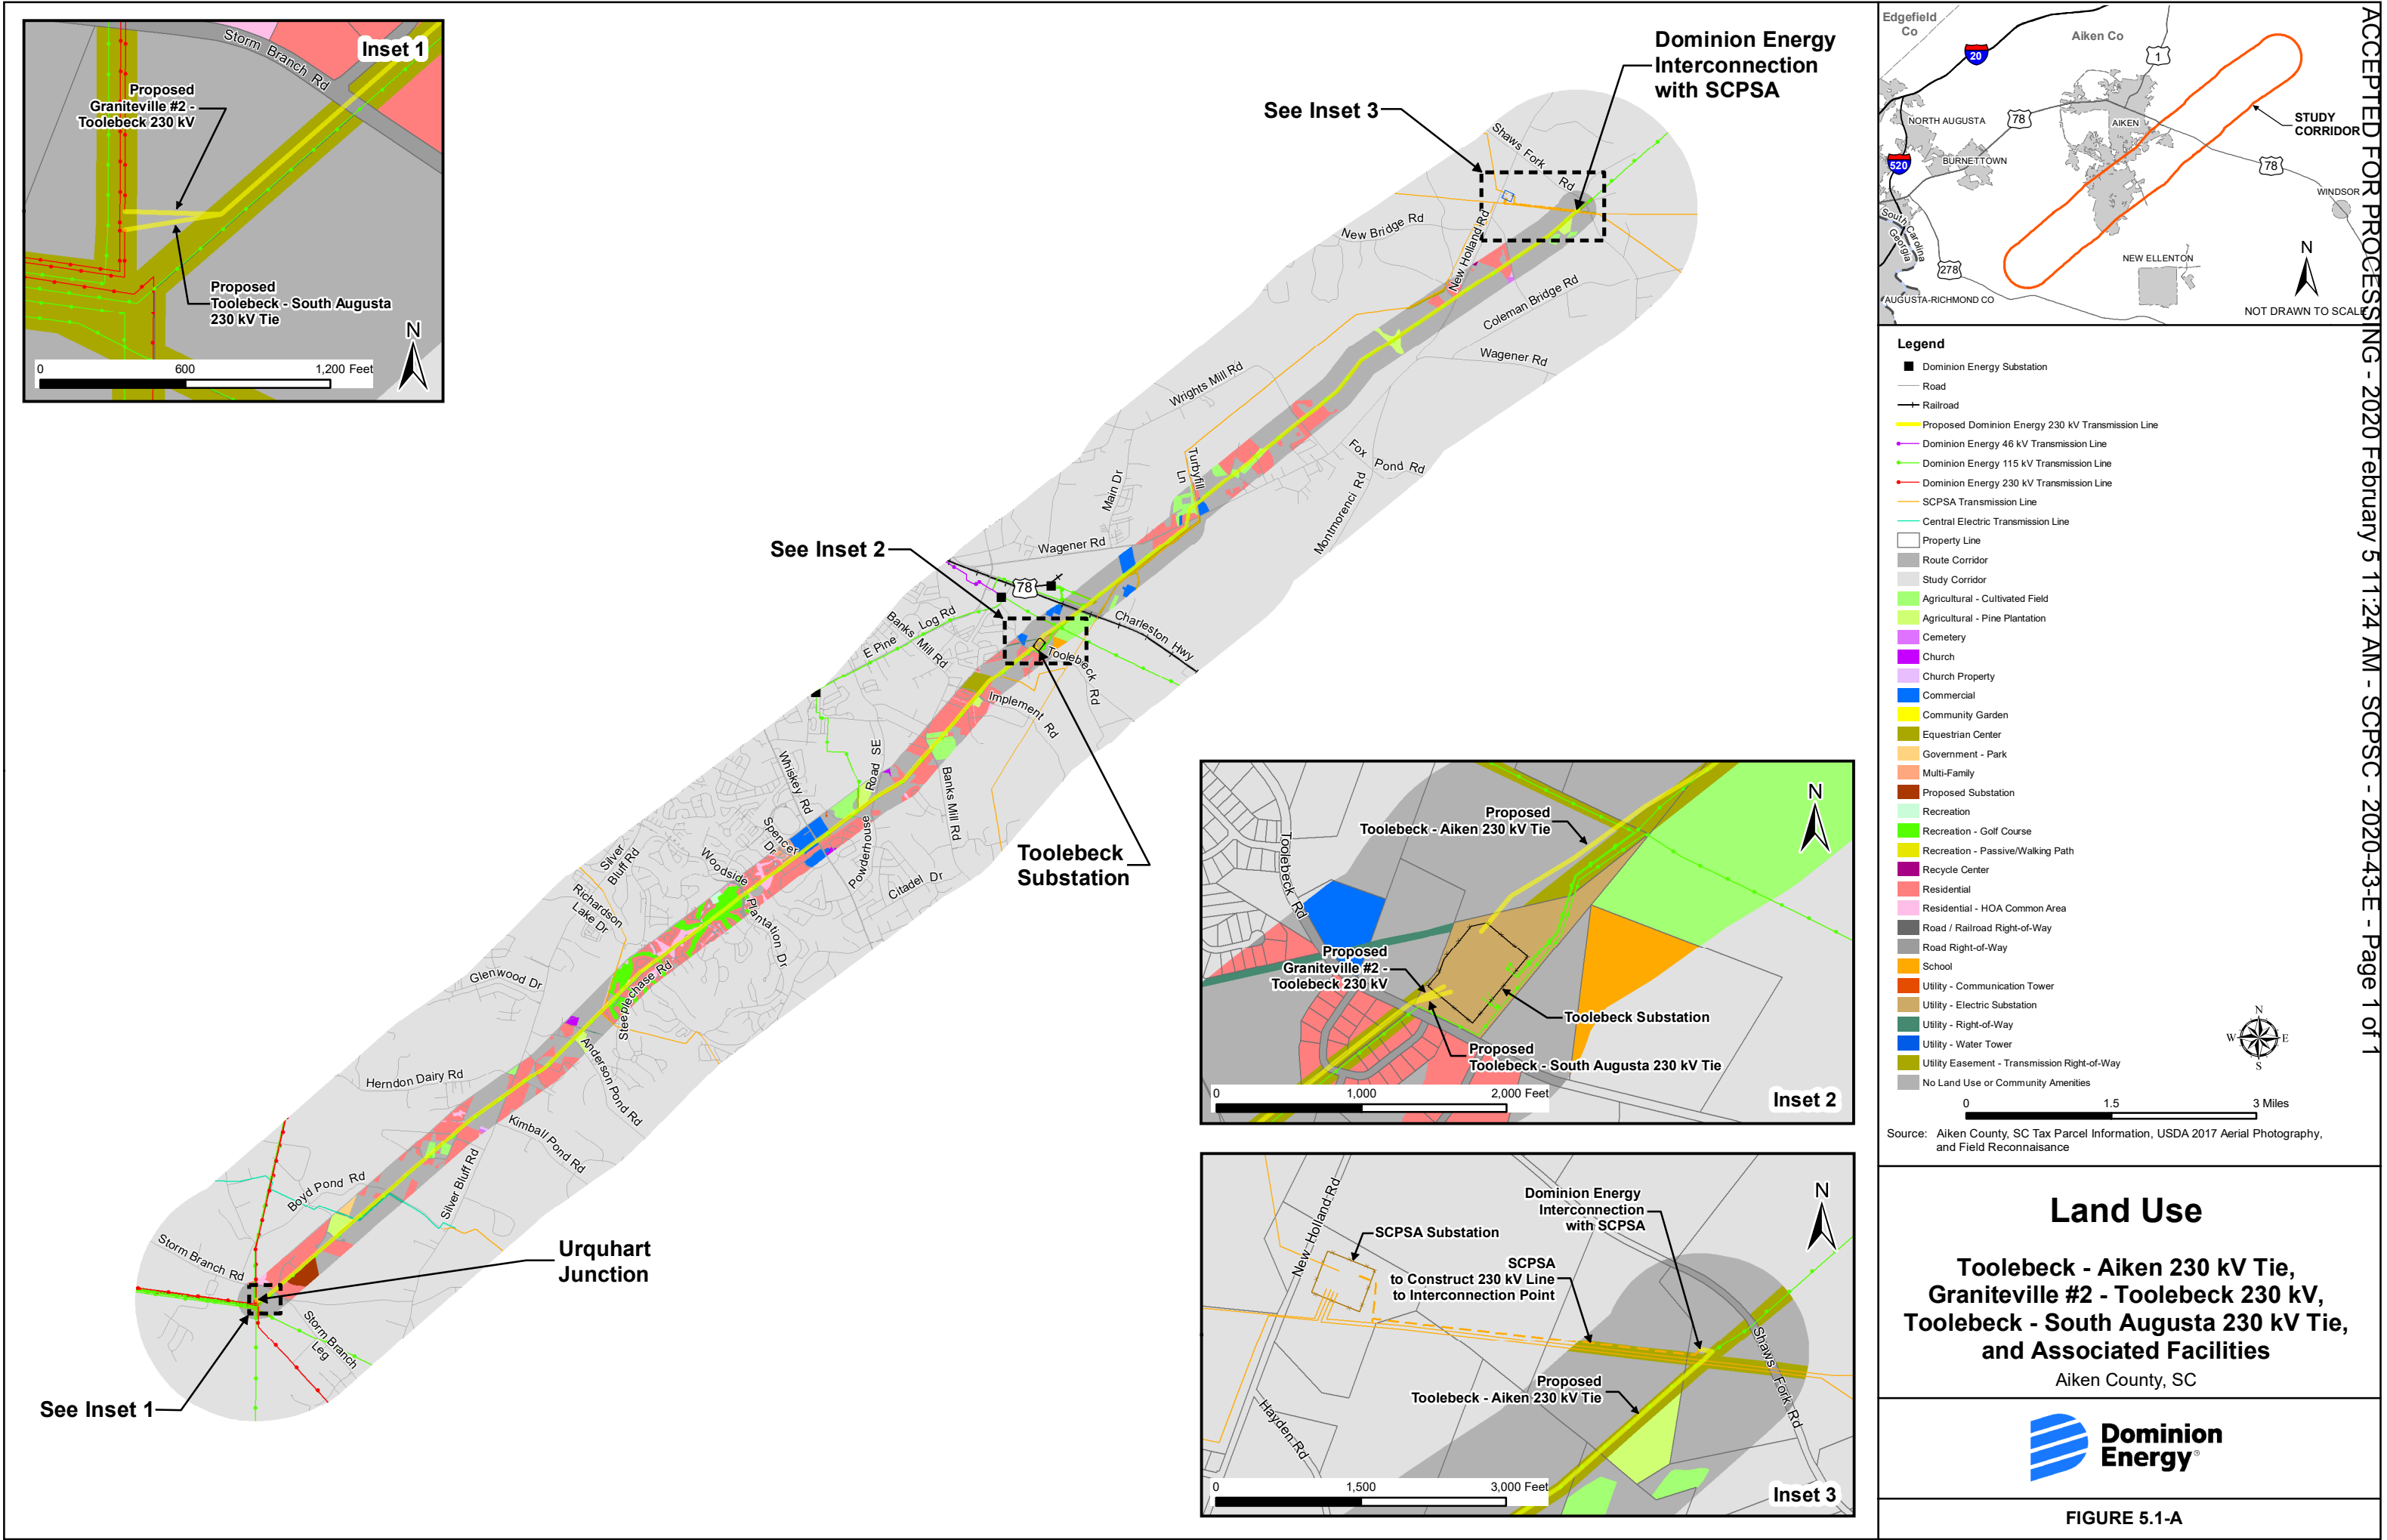 Inset 1
Storm Branch Rd
Proposed
Graniteville #2 -
Toolebeck 230 kV
Proposed
Toolebeck - South Augusta
230 kV Tie
N
0 600 1,200 Feet
Dominion Energy
Interconnection
with SCPSA
See Inset 3
Shaws Fork Rd
New Bridge Rd
New Holland Rd
Coleman Bridge Rd
Wagener Rd
Wrights Mill Rd
Fox Pond Rd
Turbyfill Ln
Main Dr
Montmorenci Rd
See Inset 2
Wagener Rd
78
E Pine Log Rd
Banks Mill Rd
Charleston Hwy
Toolebeck Rd
Implement Rd
Whiskey Rd
Road SE
Powderhouse
Banks Mill Rd
Spencer Dr
Toolebeck
Substation
Citadel Dr
Silver Bluff Rd
Woodside
Plantation Dr
Richardson Lake Dr
Steeplechase Rd
Glenwood Dr
Anderson Pond Rd
Herndon Dairy Rd
Kimball Pond Rd
Silver Bluff Rd
Boyd Pond Rd
Storm Branch Rd
Urquhart
Junction
Storm Branch Leg
See Inset 1
Proposed
Toolebeck - Aiken 230 kV Tie
N
Toolebeck Rd
Proposed
Graniteville #2 -
Toolebeck 230 kV
Toolebeck Substation
Proposed
Toolebeck - South Augusta 230 kV Tie
0 1,000 2,000 Feet
Inset 2
New Holland Rd
SCPSA Substation
Dominion Energy
Interconnection
with SCPSA
N
SCPSA
to Construct 230 kV Line
to Interconnection Point
Shaws Fork Rd
Proposed
Toolebeck - Aiken 230 kV Tie
Hayden Rd
0 1,500 3,000 Feet
Inset 3
Edgefield
Co
Aiken Co
20
1
NORTH AUGUSTA
78
AIKEN
STUDY
CORRIDOR
520
BURNETTOWN
78
WINDSOR
South Carolina
Georgia
278
NEW ELLENTON
N
AUGUSTA-RICHMOND CO
NOT DRAWN TO SCALE
Legend
Dominion Energy Substation
Road
Railroad
Proposed Dominion Energy 230 kV Transmission Line
Dominion Energy 46 kV Transmission Line
Dominion Energy 115 kV Transmission Line
Dominion Energy 230 kV Transmission Line
SCPSA Transmission Line
Central Electric Transmission Line
Property Line
Route Corridor
Study Corridor
Agricultural - Cultivated Field
Agricultural - Pine Plantation
Cemetery
Church
Church Property
Commercial
Community Garden
Equestrian Center
Government - Park
Multi-Family
Proposed Substation
Recreation
Recreation - Golf Course
Recreation - Passive/Walking Path
Recycle Center
Residential
Residential - HOA Common Area
Road / Railroad Right-of-Way
Road Right-of-Way
School
Utility - Communication Tower
Utility - Electric Substation
Utility - Right-of-Way
Utility - Water Tower
Utility Easement - Transmission Right-of-Way
No Land Use or Community Amenities
N
W E
S
0 1.5 3 Miles
Source: Aiken County, SC Tax Parcel Information, USDA 2017 Aerial Photography,
and Field Reconnaisance
Land Use
Toolebeck - Aiken 230 kV Tie,
Graniteville #2 - Toolebeck 230 kV,
Toolebeck - South Augusta 230 kV Tie,
and Associated Facilities
Aiken County, SC
Dominion
Energy®
FIGURE 5.1-A
ACCEPTED FOR PROCESSING - 2020 February 5 11:24 AM - SCPSC - 2020-43-E - Page 1 of 1